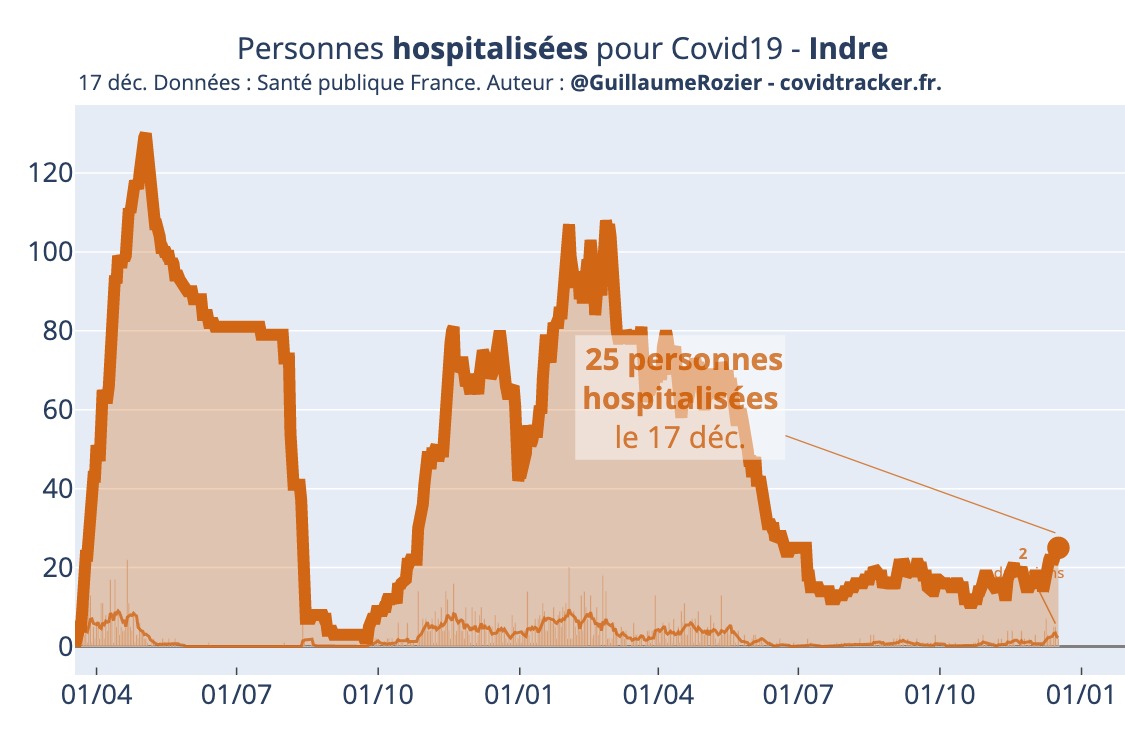 Personnes hospitalisées pour Covid19 - Indre
17 déc. Données : Santé publique France. Auteur : @GuillaumeRozier - covidtracker.fr.
120
100
80
60
40
20
0
25 personnes
hospitalisées
le 17 déc.
2
01/04 01/07 01/10 01/01 01/04 01/07 01/10 01/01